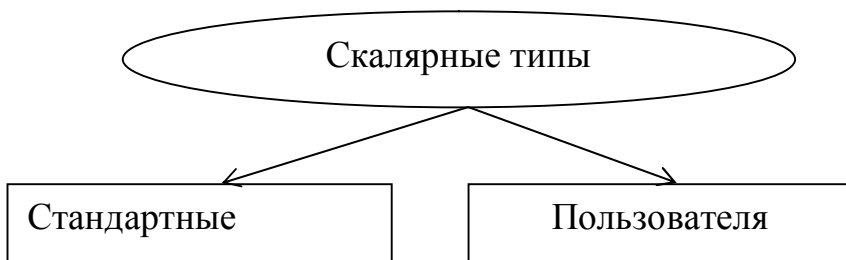 Скалярные типы
Стандартные
Пользователя